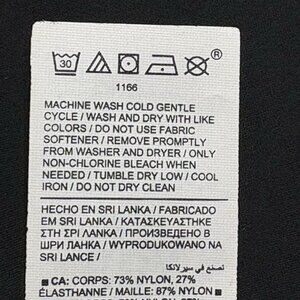 30
®
1166
MACHINE WASH COLD GENTLE
CYCLE / WASH AND DRY WITH LIKE
COLORS / DO NOT USE FABRIC
SOFTENER / REMOVE PROMPTLY
FROM WASHER AND DRYER / ONLY
NON-CHLORINE BLEACH WHEN
NEEDED / TUMBLE DRY LOW / COOL
IRON / DO NOT DRY CLEAN
HECHO EN SRI LANKA / FABRICADO
EM SRI LANKA / ΚΑΤΑΣΚΕΥΑΣΤΗΚΕ
ΣΤΗ ΣΡΙ ΛΑΝΚΑ / ПРОИЗВЕДЕНО В
ШРИ ЛАНКА / WYPRODUKOWANO NA
SRI LANCE /
صنع في سيرلانكا
■ CA: CORPS: 73% NYLON, 27%
ÉLASTHANNE / MAILLE: 87% NYLON